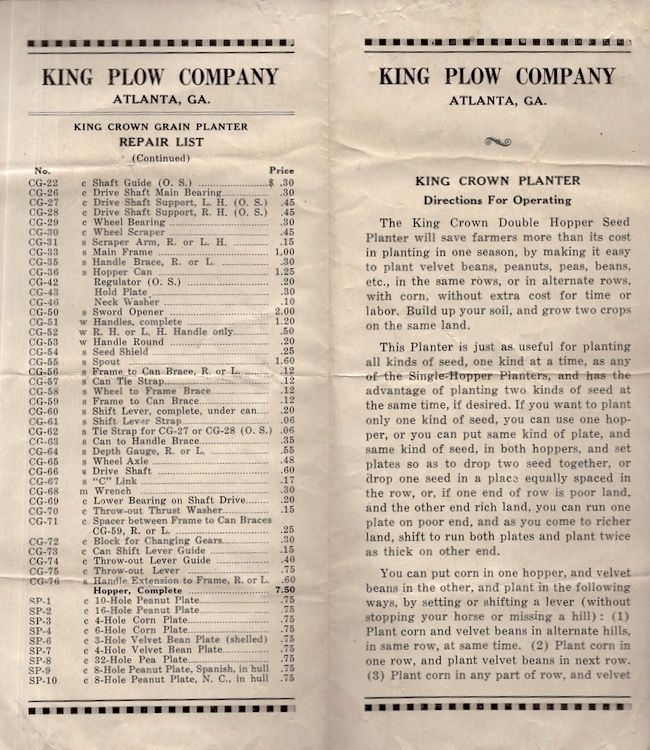 KING PLOW COMPANY
ATLANTA, GA.
KING CROWN GRAIN PLANTER
REPAIR LIST
(Continued)
No. Price
CG-22 c Shaft Guide (O. S.) $ .30
CG-26 c Drive Shaft Main Bearing .30
CG-27 c Drive Shaft Support, L. H. (O. S.) .45
CG-28 c Drive Shaft Support, R. H. (O. S.) .45
CG-29 c Wheel Bearing .30
CG-30 c Wheel Scraper .45
CG-31 s Scraper Arm, R. or L. H. .15
CG-33 s Main Frame 1.00
CG-35 s Handle Brace, R. or L. .30
CG-36 s Hopper Can 1.25
CG-42 Regulator (O. S.) .20
CG-43 Hold Plate .30
CG-46 Neck Washer .10
CG-50 s Sword Opener 2.00
CG-51 w Handles, complete 1.20
CG-52 w R. H. or L. H. Handle only .50
CG-53 w Handle Round .20
CG-54 s Seed Shield .25
CG-55 s Spout 1.60
CG-56 s Frame to Can Brace, R. or L. .12
CG-57 s Can Tie Strap .12
CG-58 s Wheel to Frame Brace .12
CG-59 s Frame to Can Brace .12
CG-60 s Shift Lever, complete, under can .20
CG-61 s Shift Lever Strap .06
CG-62 s Tie Strap for CG-27 or CG-28 (O. S.) .06
CG-63 s Can to Handle Brace .35
CG-64 s Depth Gauge, R. or L. .55
CG-65 s Wheel Axle .48
CG-66 s Drive Shaft .60
CG-67 s "C" Link .17
CG-68 m Wrench .30
CG-69 c Lower Bearing on Shaft Drive .20
CG-70 c Throw-out Thrust Washer .15
CG-71 c Spacer between Frame to Can Braces
CG-59, R. or L. .25
CG-72 c Block for Changing Gears .30
CG-73 c Can Shift Lever Guide .15
CG-74 c Throw-out Lever Guide .40
CG-75 c Throw-out Lever .75
CG-76 s Handle Extension to Frame, R. or L. .60
Hopper, Complete 7.50
SP-1 c 10-Hole Peanut Plate .75
SP-2 c 16-Hole Peanut Plate .75
SP-3 c 4-Hole Corn Plate .75
SP-4 c 6-Hole Corn Plate .75
SP-6 c 3-Hole Velvet Bean Plate (shelled) .75
SP-7 c 4-Hole Velvet Bean Plate .75
SP-8 c 32-Hole Pea Plate .75
SP-9 c 8-Hole Peanut Plate, Spanish, in hull .75
SP-10 c 8-Hole Peanut Plate, N. C., in hull .75
KING PLOW COMPANY
ATLANTA, GA.
KING CROWN PLANTER
Directions For Operating
The King Crown Double Hopper Seed
Planter will save farmers more than its cost
in planting in one season, by making it easy
to plant velvet beans, peanuts, peas, beans,
etc., in the same rows, or in alternate rows,
with corn, without extra cost for time or
labor. Build up your soil, and grow two crops
on the same land.
This Planter is just as useful for planting
all kinds of seed, one kind at a time, as any
of the Single-Hopper Planters, and has the
advantage of planting two kinds of seed at
the same time, if desired. If you want to plant
only one kind of seed, you can use one hop-
per, or you can put same kind of plate, and
same kind of seed, in both hoppers, and set
plates so as to drop two seed together, or
drop one seed in a place equally spaced in
the row, or, if one end of row is poor land,
and the other end rich land, you can run one
plate on poor end, and as you come to richer
land, shift to run both plates and plant twice
as thick on other end.
You can put corn in one hopper, and velvet
beans in the other, and plant in the following
ways, by setting or shifting a lever (without
stopping your horse or missing a hill): (1)
Plant corn and velvet beans in alternate hills,
in same row, at same time. (2) Plant corn in
one row, and plant velvet beans in next row.
(3) Plant corn in any part of row, and velvet